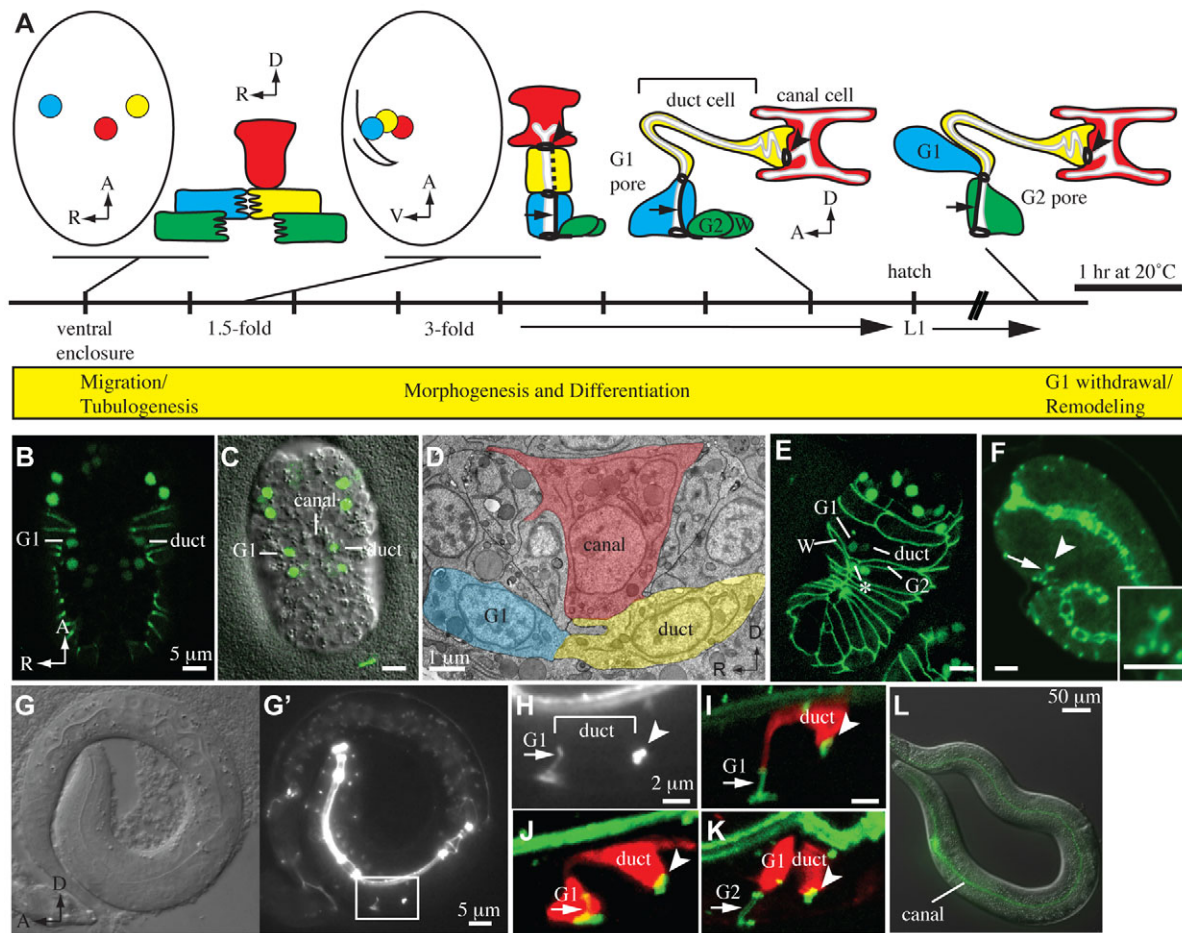 A
D
R
A
R
A
V
duct cell
canal cell
G1
pore
G2
W
D
A
G1
G2 pore
hatch
1 hr at 20˚C
ventral
enclosure
1.5-fold
3-fold
L1
Migration/
Tubulogenesis
Morphogenesis and Differentiation
G1 withdrawal/
Remodeling
B
G1
duct
A
R
5 µm
C
canal
G1
duct
D
canal
G1
duct
1 µm
D
R
E
G1
W
duct
G2
*
F
G
D
A
G’
5 µm
H
duct
G1
2 µm
I
duct
G1
J
duct
G1
K
G1 duct
G2
L
50 µm
canal